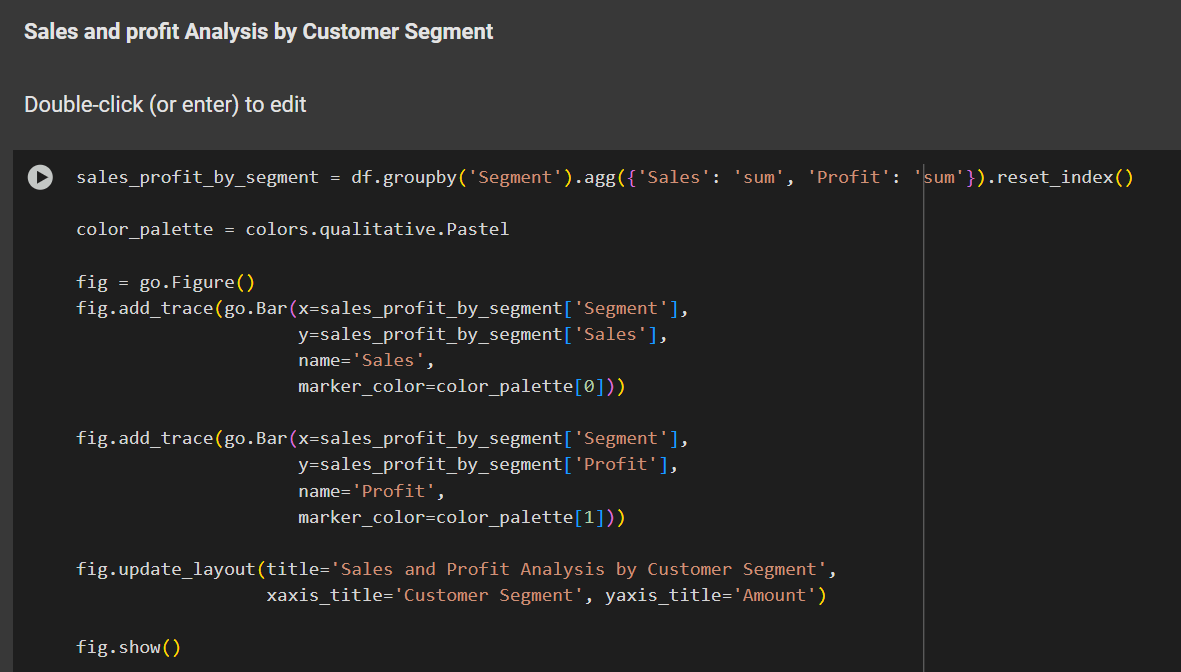 Sales and profit Analysis by Customer Segment
Double-click (or enter) to edit
sales_profit_by_segment = df.groupby('Segment').agg({'Sales': 'sum', 'Profit': 'sum'}).reset_index()
color_palette = colors.qualitative.Pastel
fig = go.Figure()
fig.add_trace(go.Bar(x=sales_profit_by_segment['Segment'],
                     y=sales_profit_by_segment['Sales'],
                     name='Sales',
                     marker_color=color_palette[0]))
fig.add_trace(go.Bar(x=sales_profit_by_segment['Segment'],
                     y=sales_profit_by_segment['Profit'],
                     name='Profit',
                     marker_color=color_palette[1]))
fig.update_layout(title='Sales and Profit Analysis by Customer Segment',
                  xaxis_title='Customer Segment', yaxis_title='Amount')
fig.show()